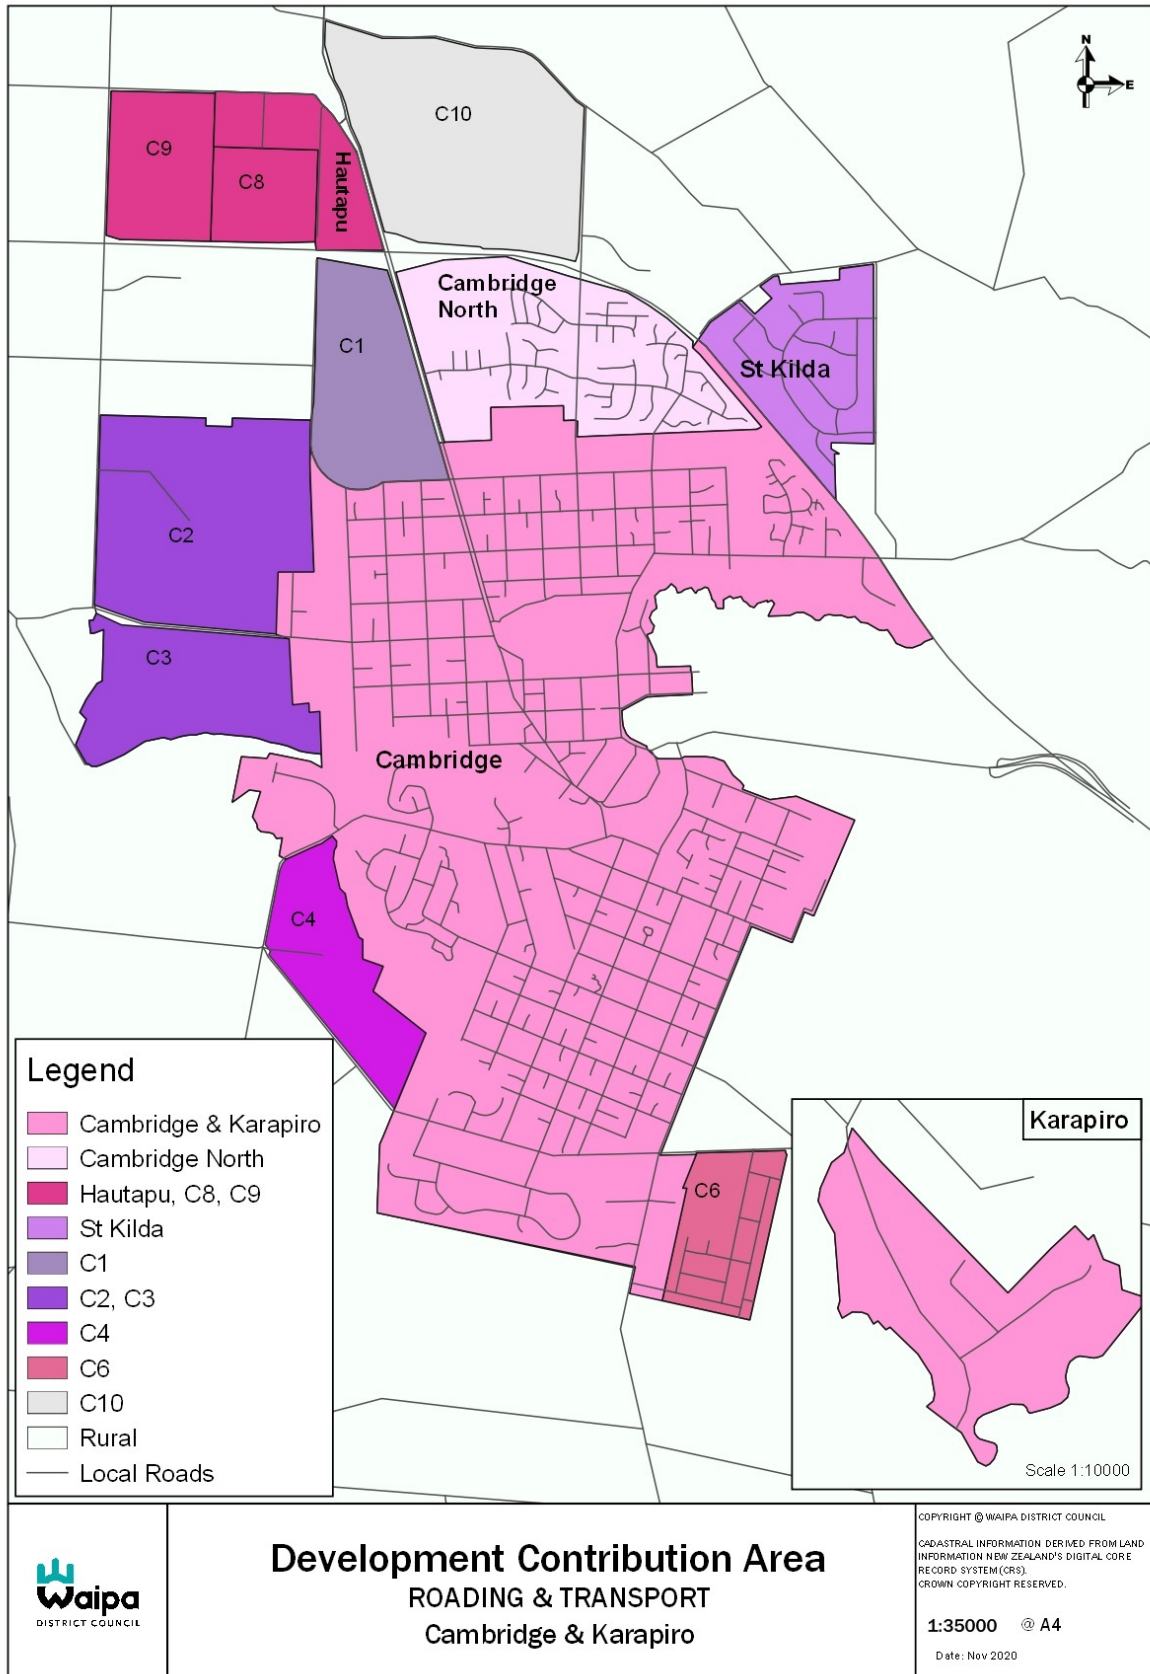 N
E
C10
C9
C8
Hautapu
Cambridge
North
C1
St Kilda
C2
C3
Cambridge
C4
C6
Legend
Cambridge & Karapiro
Cambridge North
Hautapu, C8, C9
St Kilda
C1
C2, C3
C4
C6
C10
Rural
Local Roads
Karapiro
Scale 1:10000
Waipa
DISTRICT COUNCIL
Development Contribution Area
ROADING & TRANSPORT
Cambridge & Karapiro
COPYRIGHT © WAIPA DISTRICT COUNCIL
CADASTRAL INFORMATION DERIVED FROM LAND
INFORMATION NEW ZEALAND'S DIGITAL CORE
RECORD SYSTEM (CRS).
CROWN COPYRIGHT RESERVED.
1:35000 @ A4
Date: Nov 2020